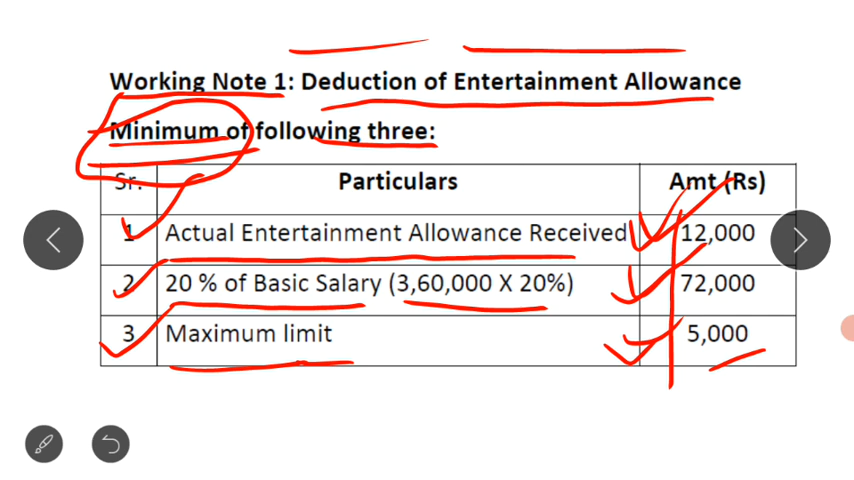 Working Note 1: Deduction of Entertainment Allowance
Minimum of following three:
Sr. Particulars Amt (Rs)
1 Actual Entertainment Allowance Received 12,000
2 20 % of Basic Salary (3,60,000 X 20%) 72,000
3 Maximum limit 5,000